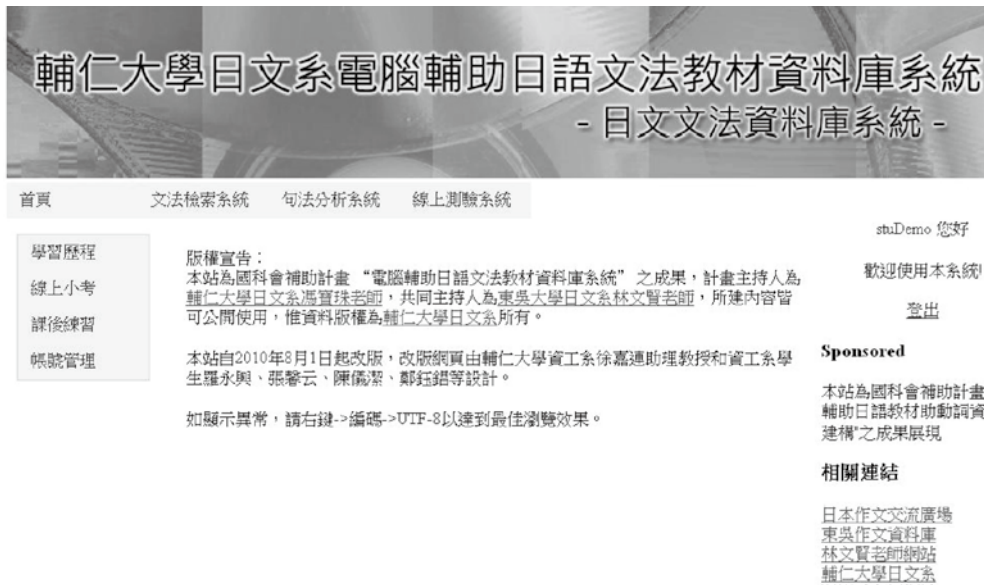 輔仁大學日文系電腦輔助日語文法教材資料庫系統
- 日文文法資料庫系統 -
首頁 文法檢索系統 句法分析系統 線上測驗系統
學習歷程
線上小考
課後練習
帳號管理
版權宣告：
本站為國科會補助計畫 “電腦輔助日語文法教材資料庫系統” 之成果，計畫主持人為
輔仁大學日文系馮寶珠老師，共同主持人為東吳大學日文系林文賢老師，所建內容皆
可公開使用，惟資料版權為輔仁大學日文系所有。
本站自2010年8月1日起改版，改版網頁由輔仁大學資工系徐嘉連助理教授和資工系學
生羅永興、張馨云、陳儀潔、鄭鈺錩等設計。
如顯示異常，請右鍵->編碼->UTF-8以達到最佳瀏覽效果。
stuDemo 您好
歡迎使用本系統!
登出
Sponsored
本站為國科會補助計畫
輔助日語教材助動詞資
建構"之成果展現
相關連結
日本作文交流廣場
東吳作文資料庫
林文賢老師網站
輔仁大學日文系